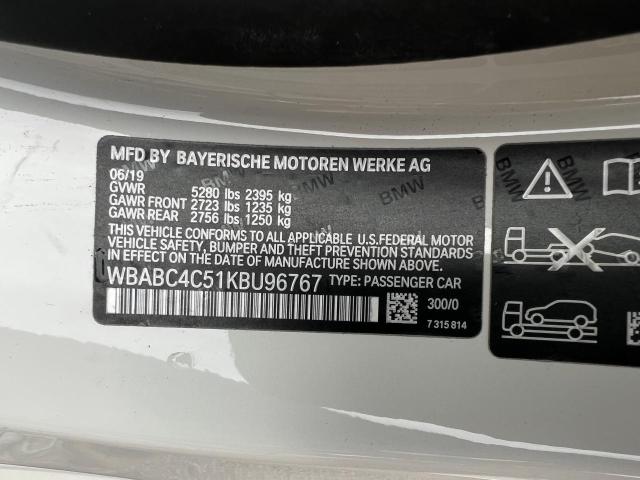 MFD BY BAYERISCHE MOTOREN WERKE AG
06/19
GVWR 5280 lbs 2395 kg
GAWR FRONT 2723 lbs 1235 kg
GAWR REAR 2756 lbs 1250 kg
THIS VEHICLE CONFORMS TO ALL APPLICABLE U.S.FEDERAL MOTOR
VEHICLE SAFETY, BUMPER AND THEFT PREVENTION STANDARDS
IN EFFECT ON THE DATE OF MANUFACTURE SHOWN ABOVE.
WBABC4C51KBU96767 TYPE: PASSENGER CAR
300/0
7 315 814